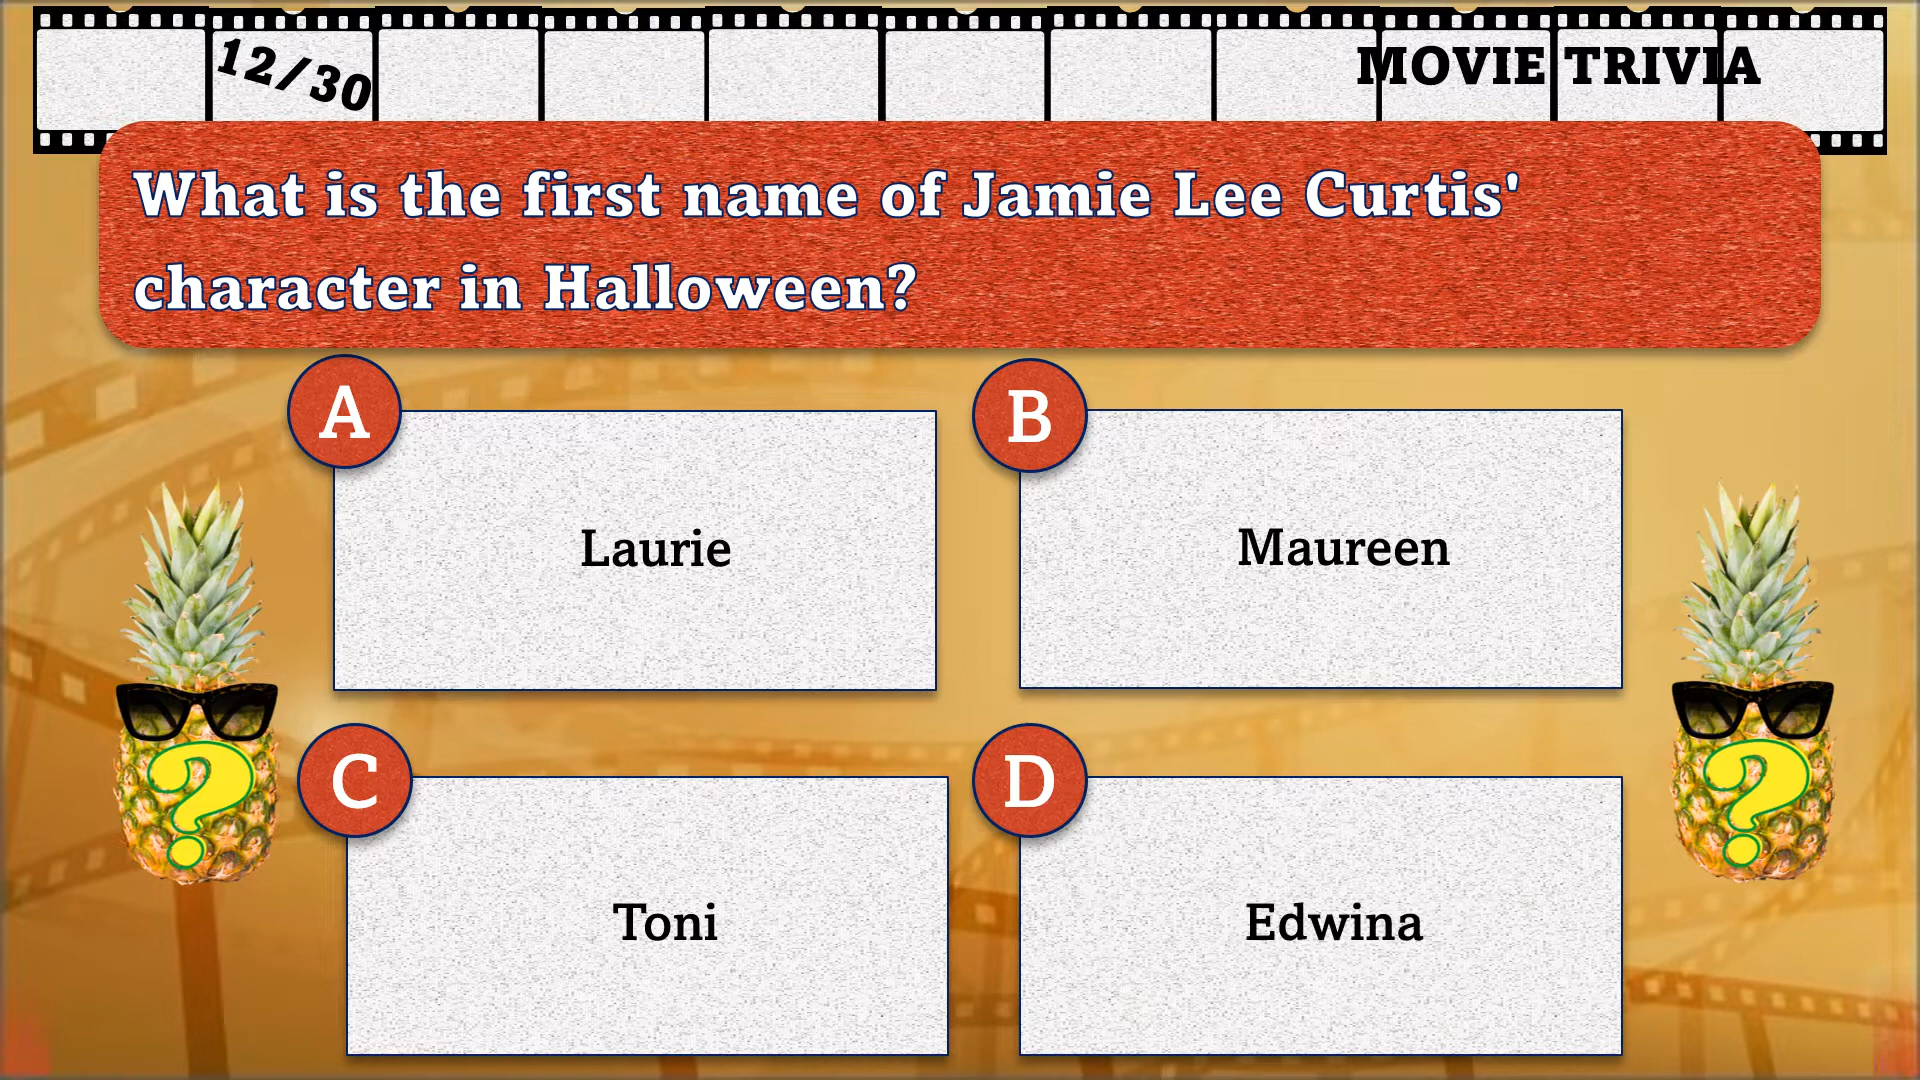 12/30
MOVIE TRIVIA
What is the first name of Jamie Lee Curtis'
character in Halloween?
A
Laurie
B
Maureen
C
Toni
D
Edwina
?
?